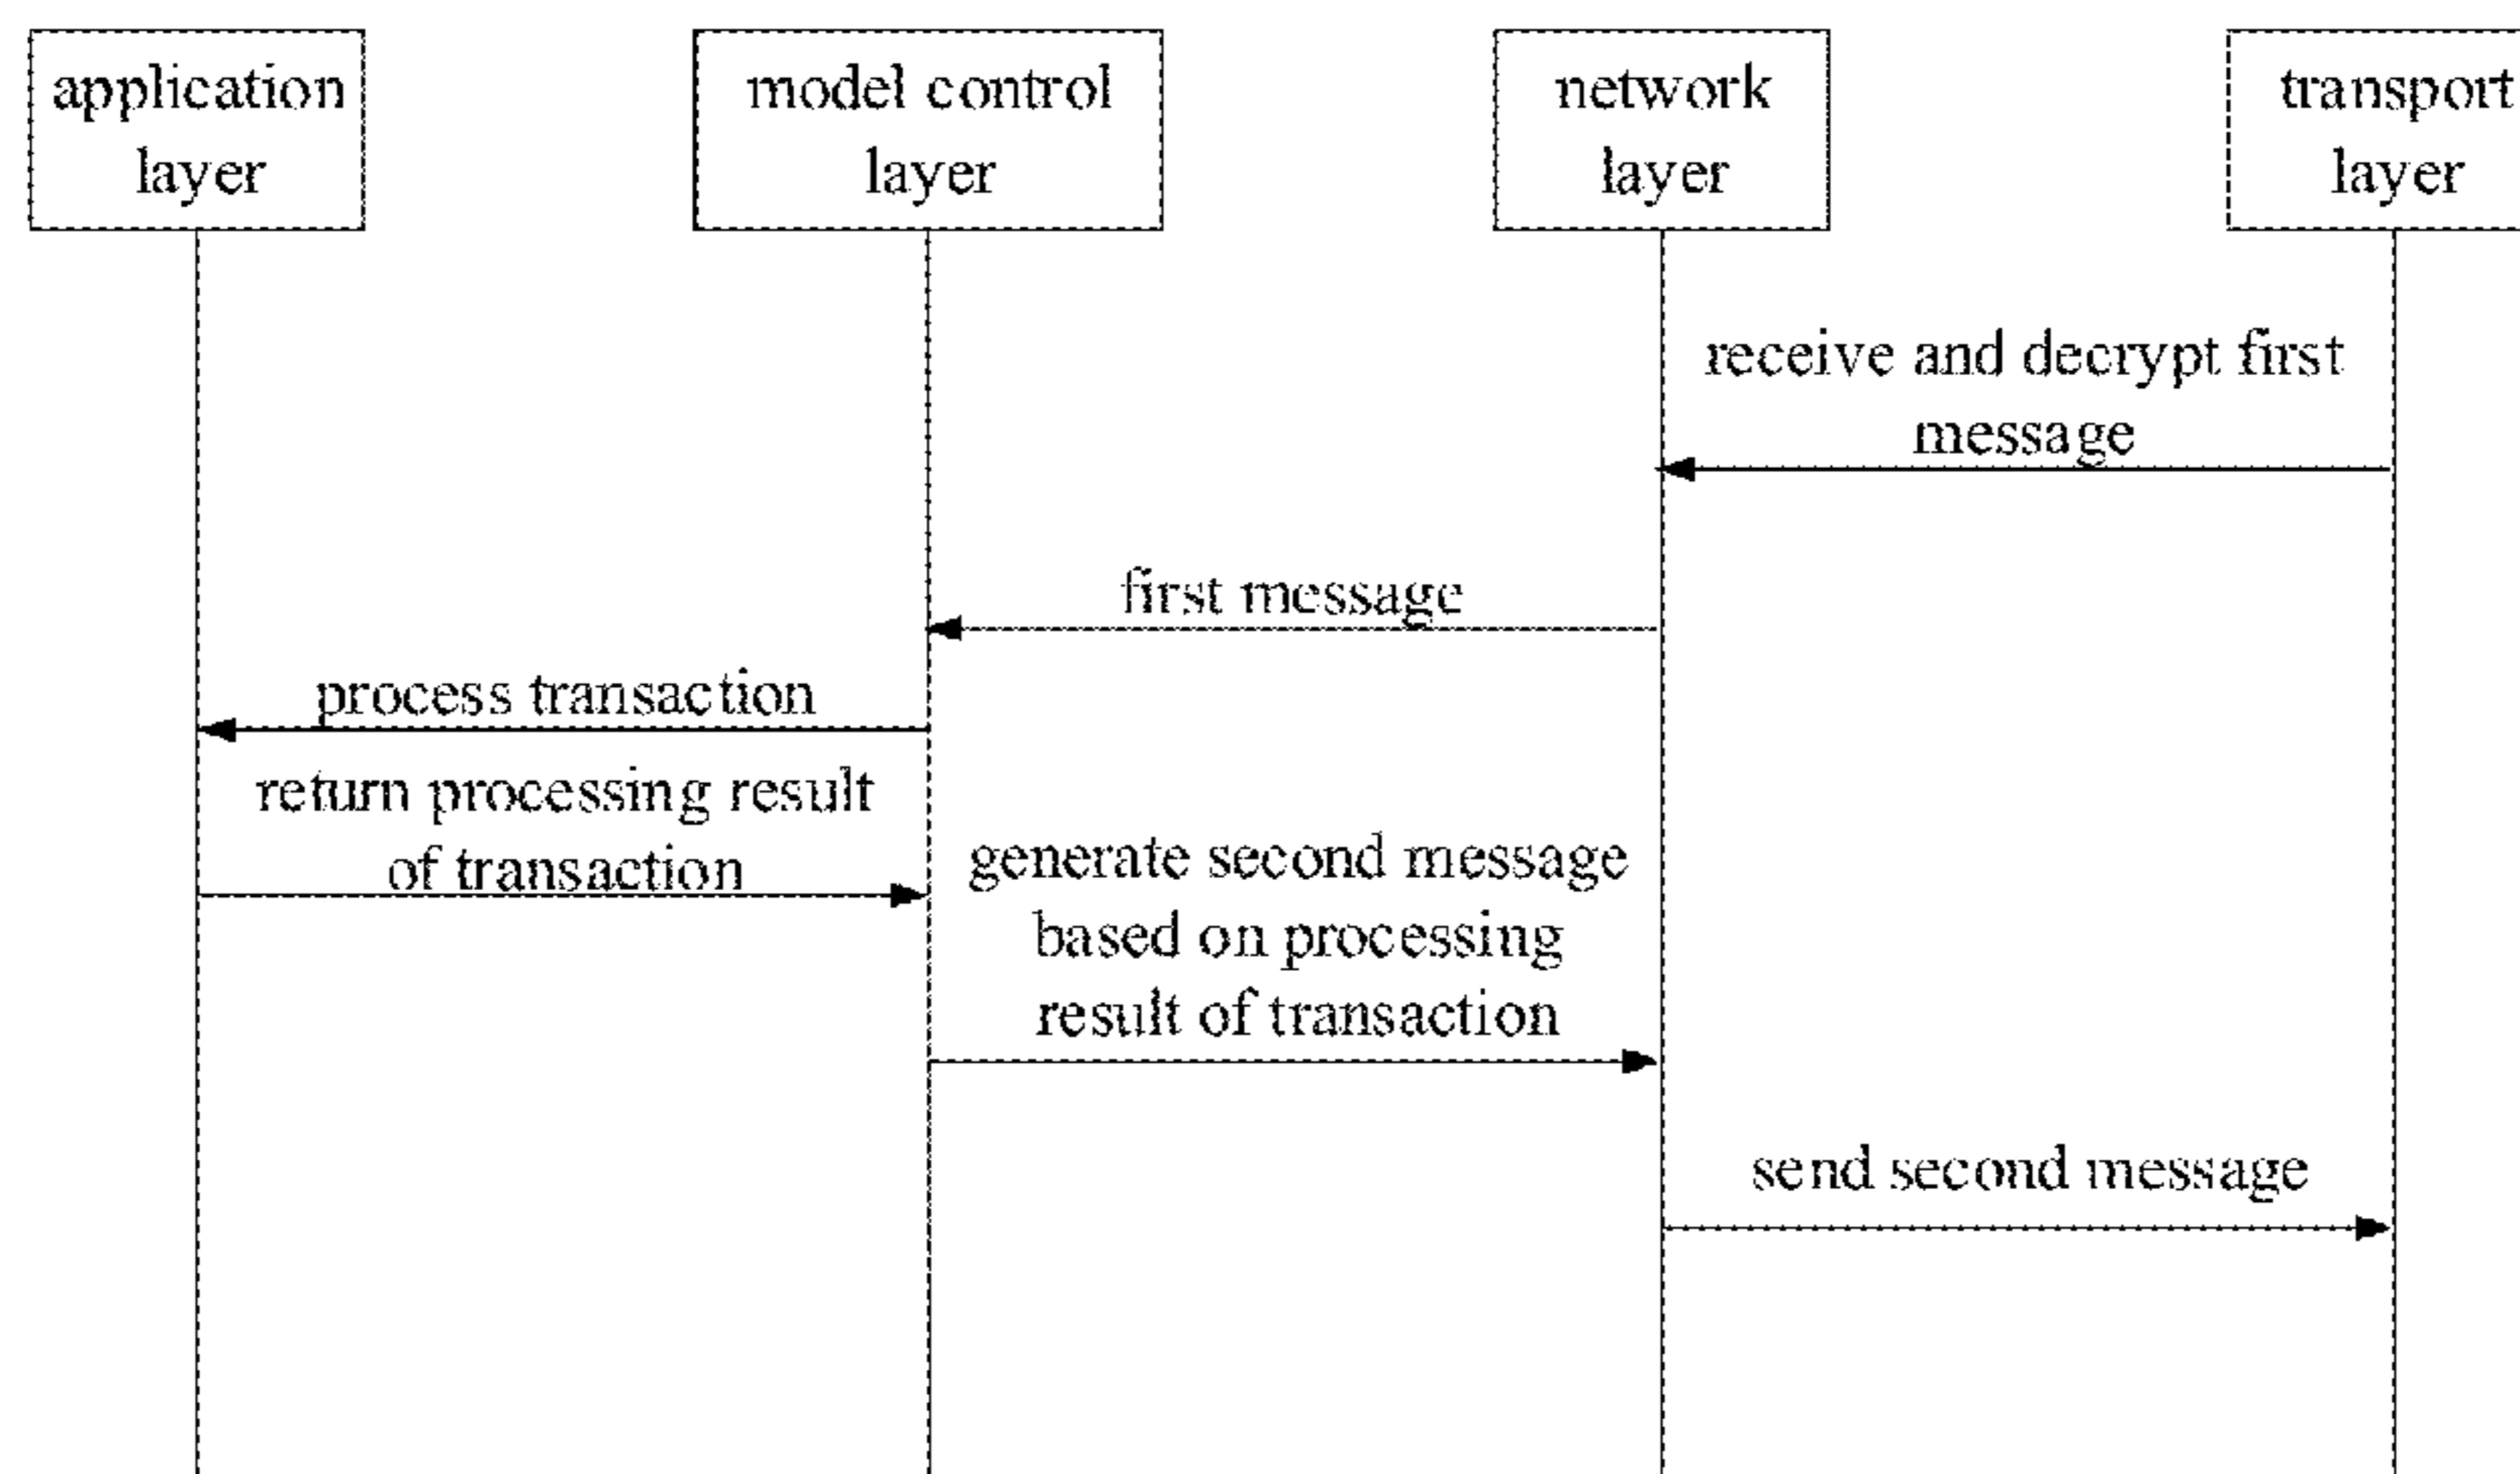 application
layer
model control
layer
network
layer
transport
layer
receive and decrypt first
message
first message
process transaction
return processing result
of transaction
generate second message
based on processing
result of transaction
send second message